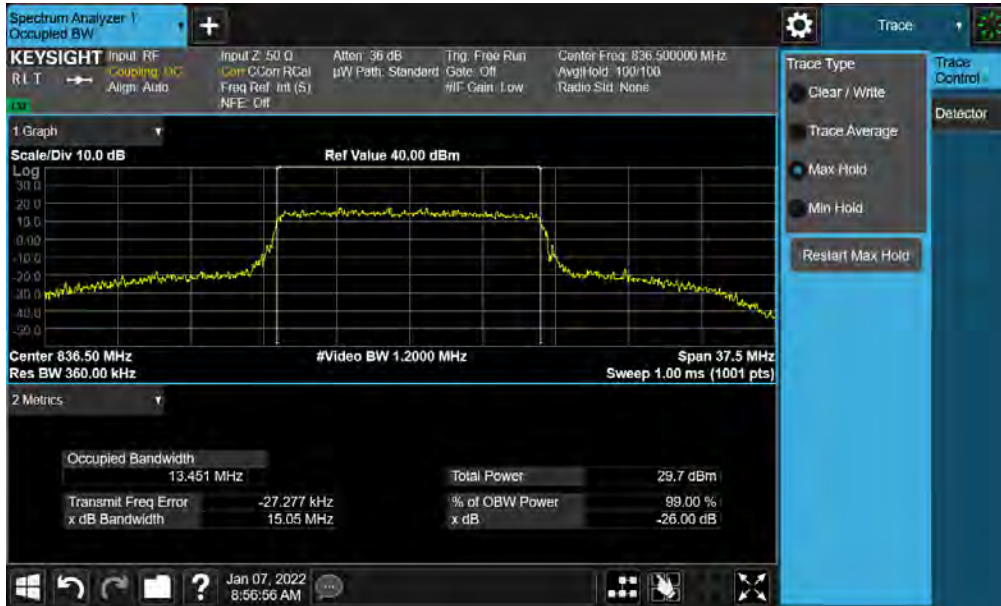 Spectrum Analyzer 1
Occupied BW
+
Trace
KEYSIGHT
Input: RF
Input Z: 50 Ω
Atten: 36 dB
Trig: Free Run
Center Freq: 836.500000 MHz
RLT
Coupling: DC
Corr CCorr RCal
µW Path: Standard
Gate: Off
Avg|Hold: 100/100
Align: Auto
Freq Ref: Int (S)
#IF Gain: Low
Radio Std: None
NFE: Off
Trace Type
Clear / Write
Trace Average
Max Hold
Min Hold
Restart Max Hold
Trace Control
Detector
1 Graph
Scale/Div 10.0 dB
Ref Value 40.00 dBm
Log
30.0
20.0
10.0
0.00
-10.0
-20.0
-30.0
-40.0
-50.0
Center 836.50 MHz
#Video BW 1.2000 MHz
Span 37.5 MHz
Res BW 360.00 kHz
Sweep 1.00 ms (1001 pts)
2 Metrics
Occupied Bandwidth
13.451 MHz
Total Power
29.7 dBm
Transmit Freq Error
-27.277 kHz
% of OBW Power
99.00 %
x dB Bandwidth
15.05 MHz
x dB
-26.00 dB
?
Jan 07, 2022
8:56:56 AM